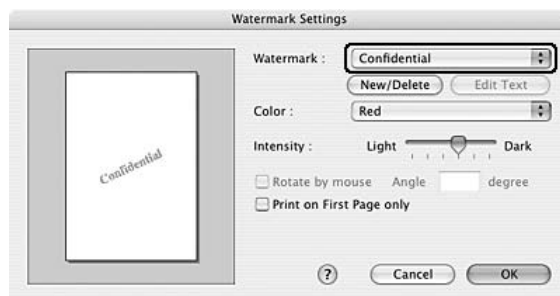 Watermark Settings
Watermark : Confidential
New/Delete Edit Text
Color : Red
Intensity : Light Dark
Confidential
Rotate by mouse Angle degree
Print on First Page only
? Cancel OK